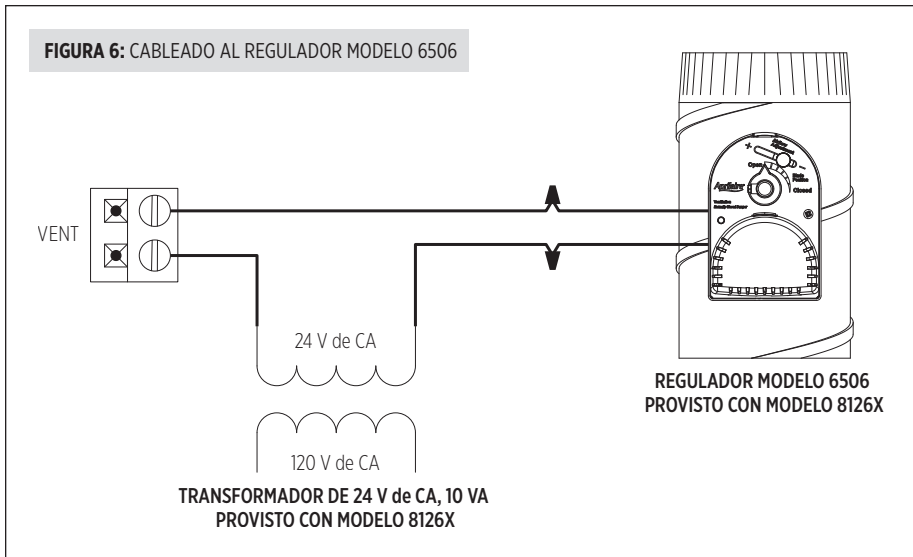 FIGURA 6: CABLEADO AL REGULADOR MODELO 6506
VENT
24 V de CA
120 V de CA
TRANSFORMADOR DE 24 V de CA, 10 VA
PROVISTO CON MODELO 8126X
Open
Closed
Aprilaire
REGULADOR MODELO 6506
PROVISTO CON MODELO 8126X